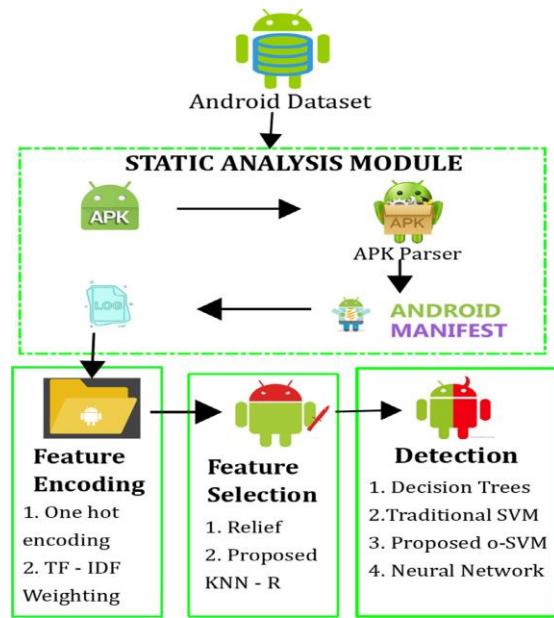 Android Dataset
STATIC ANALYSIS MODULE
APK
APK
APK Parser
LOG
ANDROID
MANIFEST
Feature
Encoding
1. One hot
encoding
2. TF - IDF
Weighting
Feature
Selection
1. Relief
2. Proposed
KNN - R
Detection
1. Decision Trees
2.Traditional SVM
3. Proposed o-SVM
4. Neural Network